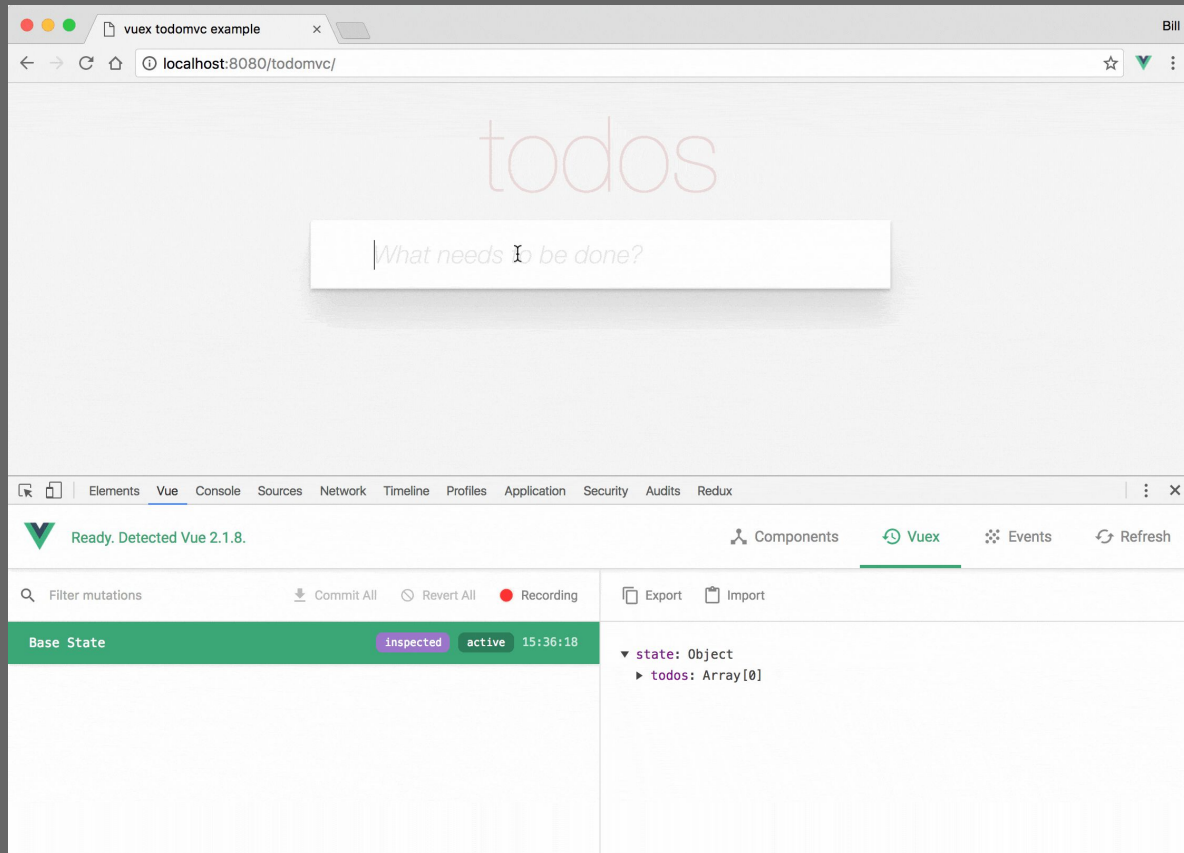 vuex todomvc example
Bill
localhost:8080/todomvc/
todos
What needs to be done?
Elements Vue Console Sources Network Timeline Profiles Application Security Audits Redux
Ready. Detected Vue 2.1.8.
Components Vuex Events Refresh
Filter mutations Commit All Revert All Recording
Export Import
Base State inspected active 15:36:18
state: Object
todos: Array[0]